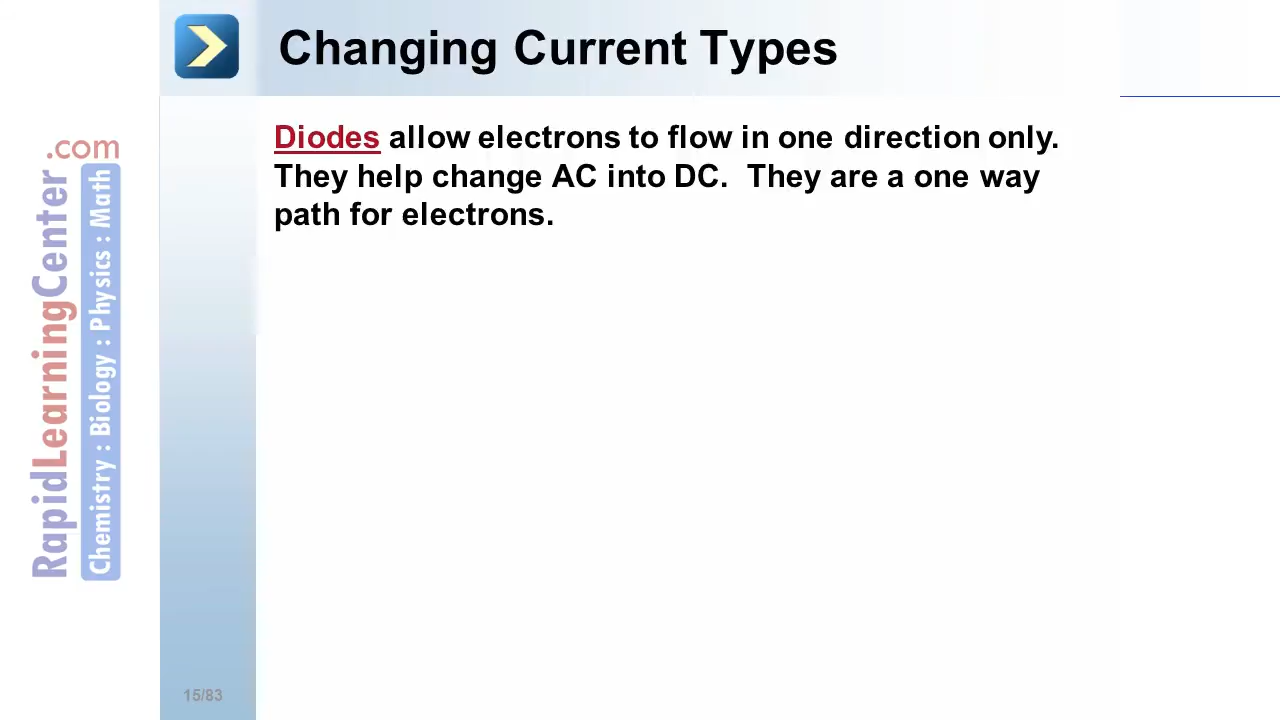 Changing Current Types
Diodes allow electrons to flow in one direction only.
They help change AC into DC.  They are a one way
path for electrons.
RapidLearningCenter
.com
Chemistry : Biology : Physics : Math
15/83